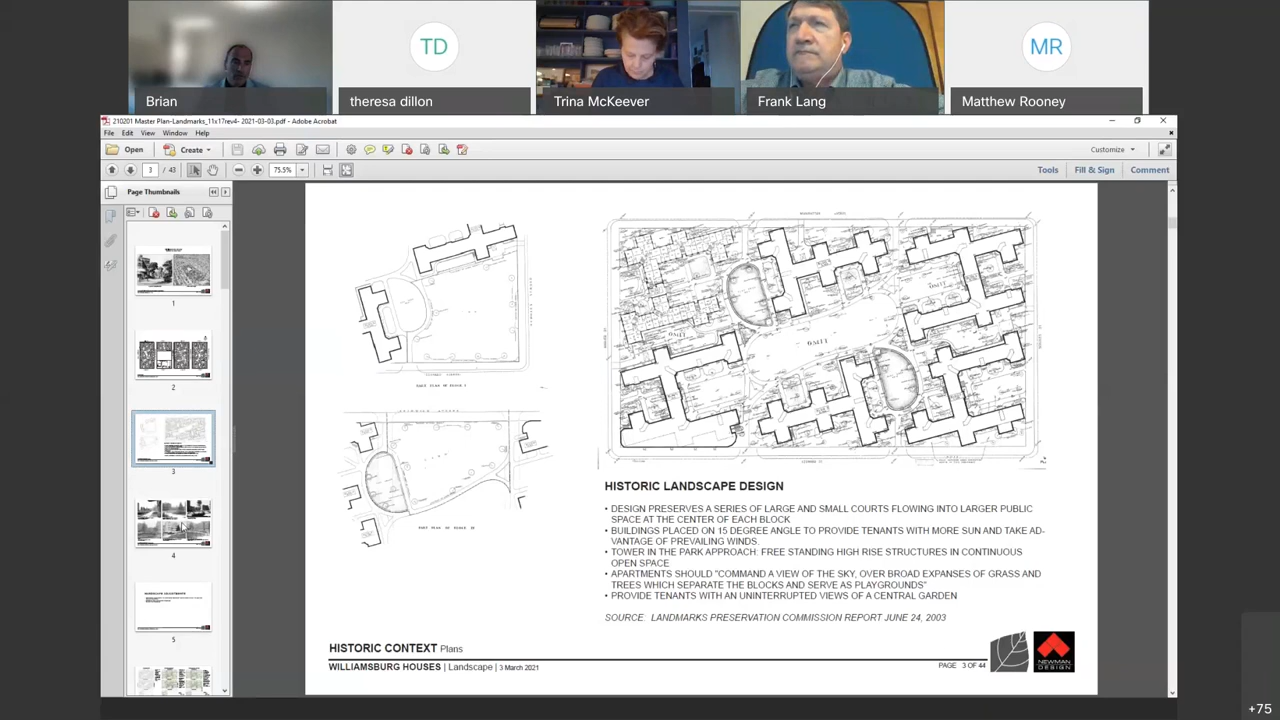 TD
MR
Brian
theresa dillon
Trina McKeever
Frank Lang
Matthew Rooney
210201 Master Plan-Landmarks_11x17rev4- 2021-03-03.pdf - Adobe Acrobat
File Edit View Window Help
Open
Create
Customize
3 / 43
75.5%
Tools
Fill & Sign
Comment
Page Thumbnails
1
2
3
4
5
HISTORIC LANDSCAPE DESIGN
• DESIGN PRESERVES A SERIES OF LARGE AND SMALL COURTS FLOWING INTO LARGER PUBLIC
SPACE AT THE CENTER OF EACH BLOCK
• BUILDINGS PLACED ON 15 DEGREE ANGLE TO PROVIDE TENANTS WITH MORE SUN AND TAKE AD-
VANTAGE OF PREVAILING WINDS.
• TOWER IN THE PARK APPROACH: FREE STANDING HIGH RISE STRUCTURES IN CONTINUOUS
OPEN SPACE
• APARTMENTS SHOULD "COMMAND A VIEW OF THE SKY, OVER BROAD EXPANSES OF GRASS AND
TREES WHICH SEPARATE THE BLOCKS AND SERVE AS PLAYGROUNDS"
• PROVIDE TENANTS WITH AN UNINTERRUPTED VIEWS OF A CENTRAL GARDEN
SOURCE: LANDMARKS PRESERVATION COMMISSION REPORT JUNE 24, 2003
HISTORIC CONTEXT Plans
WILLIAMSBURG HOUSES | Landscape | 3 March 2021
PAGE 3 OF 44
NEWMAN
DESIGN
+75